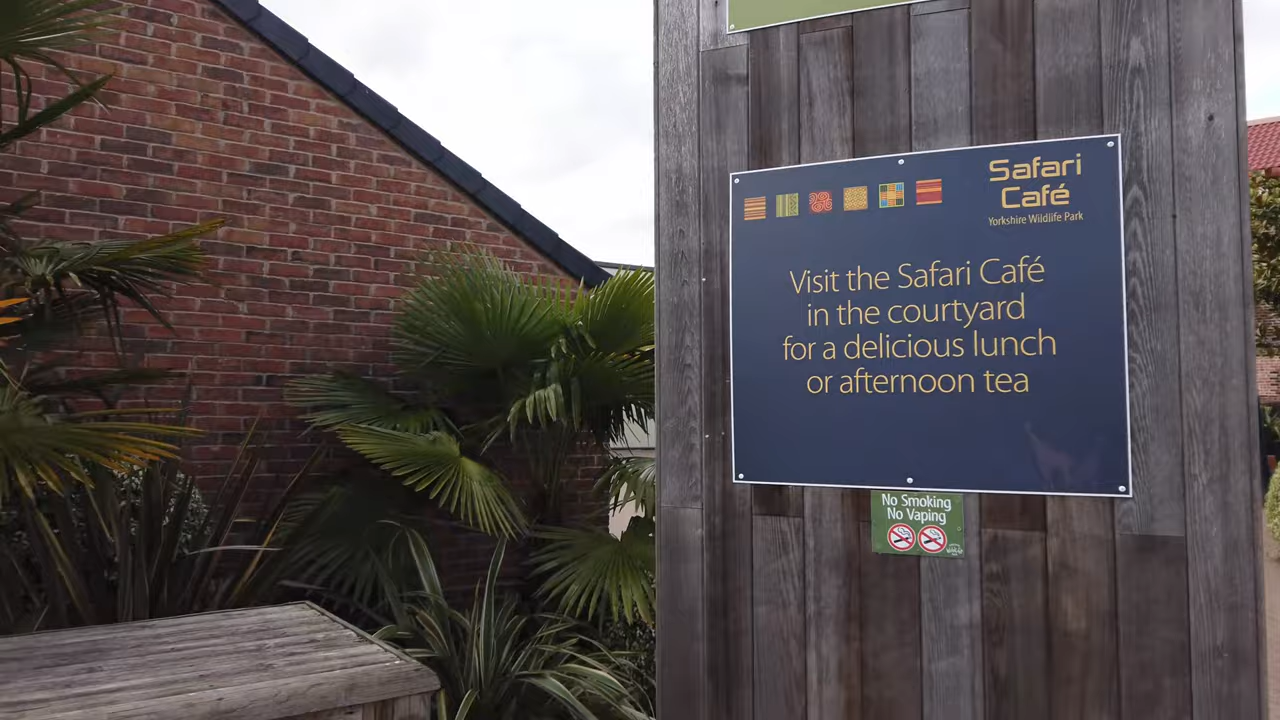 Safari
Café
Yorkshire Wildlife Park
Visit the Safari Café
in the courtyard
for a delicious lunch
or afternoon tea
No Smoking
No Vaping